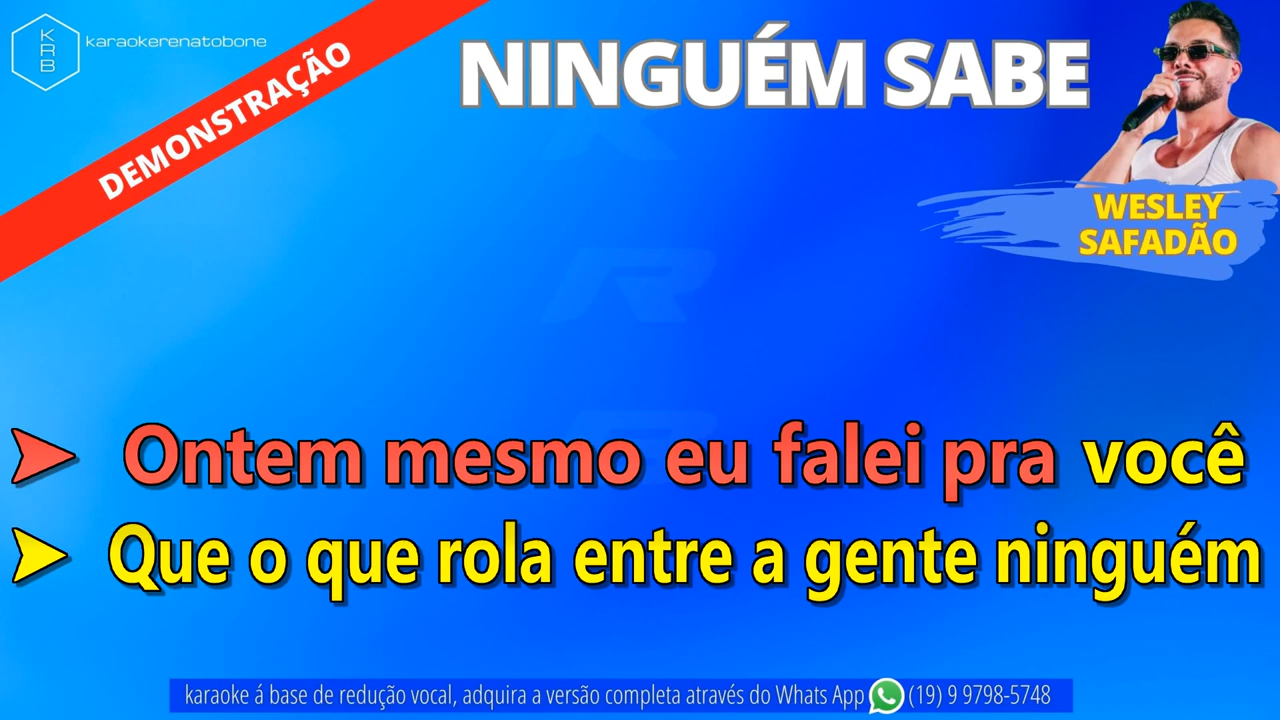 KRB
karaokerenatobone
DEMONSTRAÇÃO
NINGUÉM SABE
WESLEY
SAFADÃO
Ontem mesmo eu falei pra você
Que o que rola entre a gente ninguém
karaoke á base de redução vocal, adquira a versão completa através do Whats App (19) 9 9798-5748